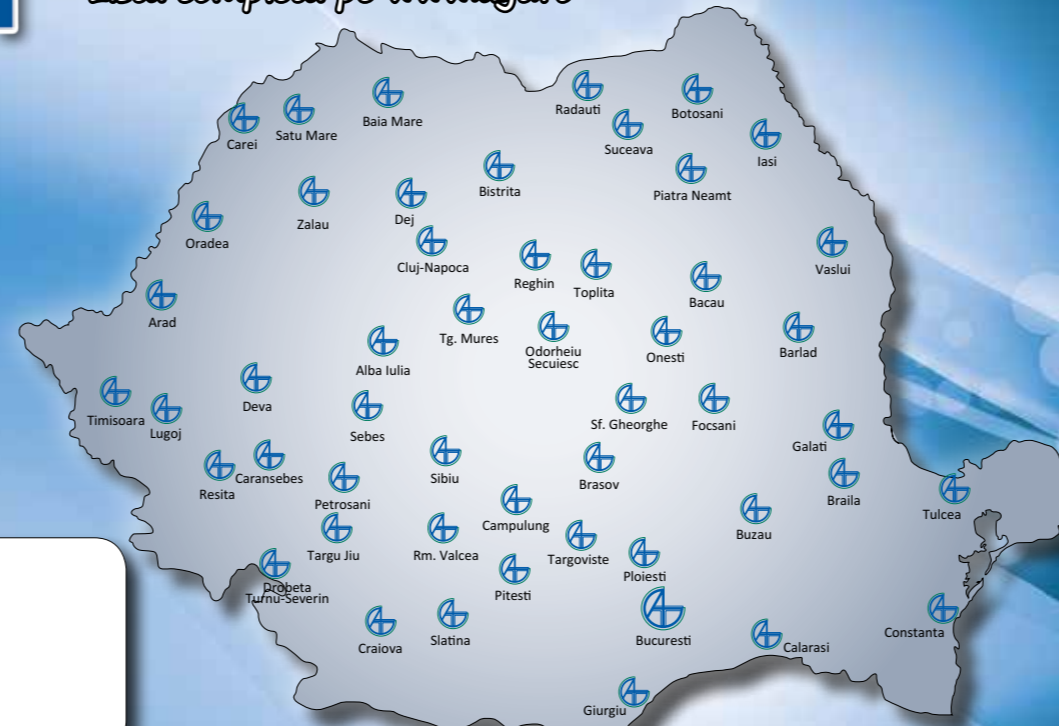 Baia Mare
Radauti
Botosani
Carei
Satu Mare
Suceava
Iasi
Bistrita
Piatra Neamt
Zalau
Dej
Oradea
Cluj-Napoca
Vaslui
Reghin
Toplita
Bacau
Arad
Tg. Mures
Odorheiu
Secuiesc
Onesti
Barlad
Alba Iulia
Deva
Timisoara
Lugoj
Sebes
Sf. Gheorghe
Focsani
Galati
Resita
Caransebes
Petrosani
Sibiu
Brasov
Braila
Tulcea
Campulung
Buzau
Targu Jiu
Rm. Valcea
Targoviste
Ploiesti
Drobeta
Turnu-Severin
Pitesti
Craiova
Slatina
Bucuresti
Calarasi
Constanta
Giurgiu